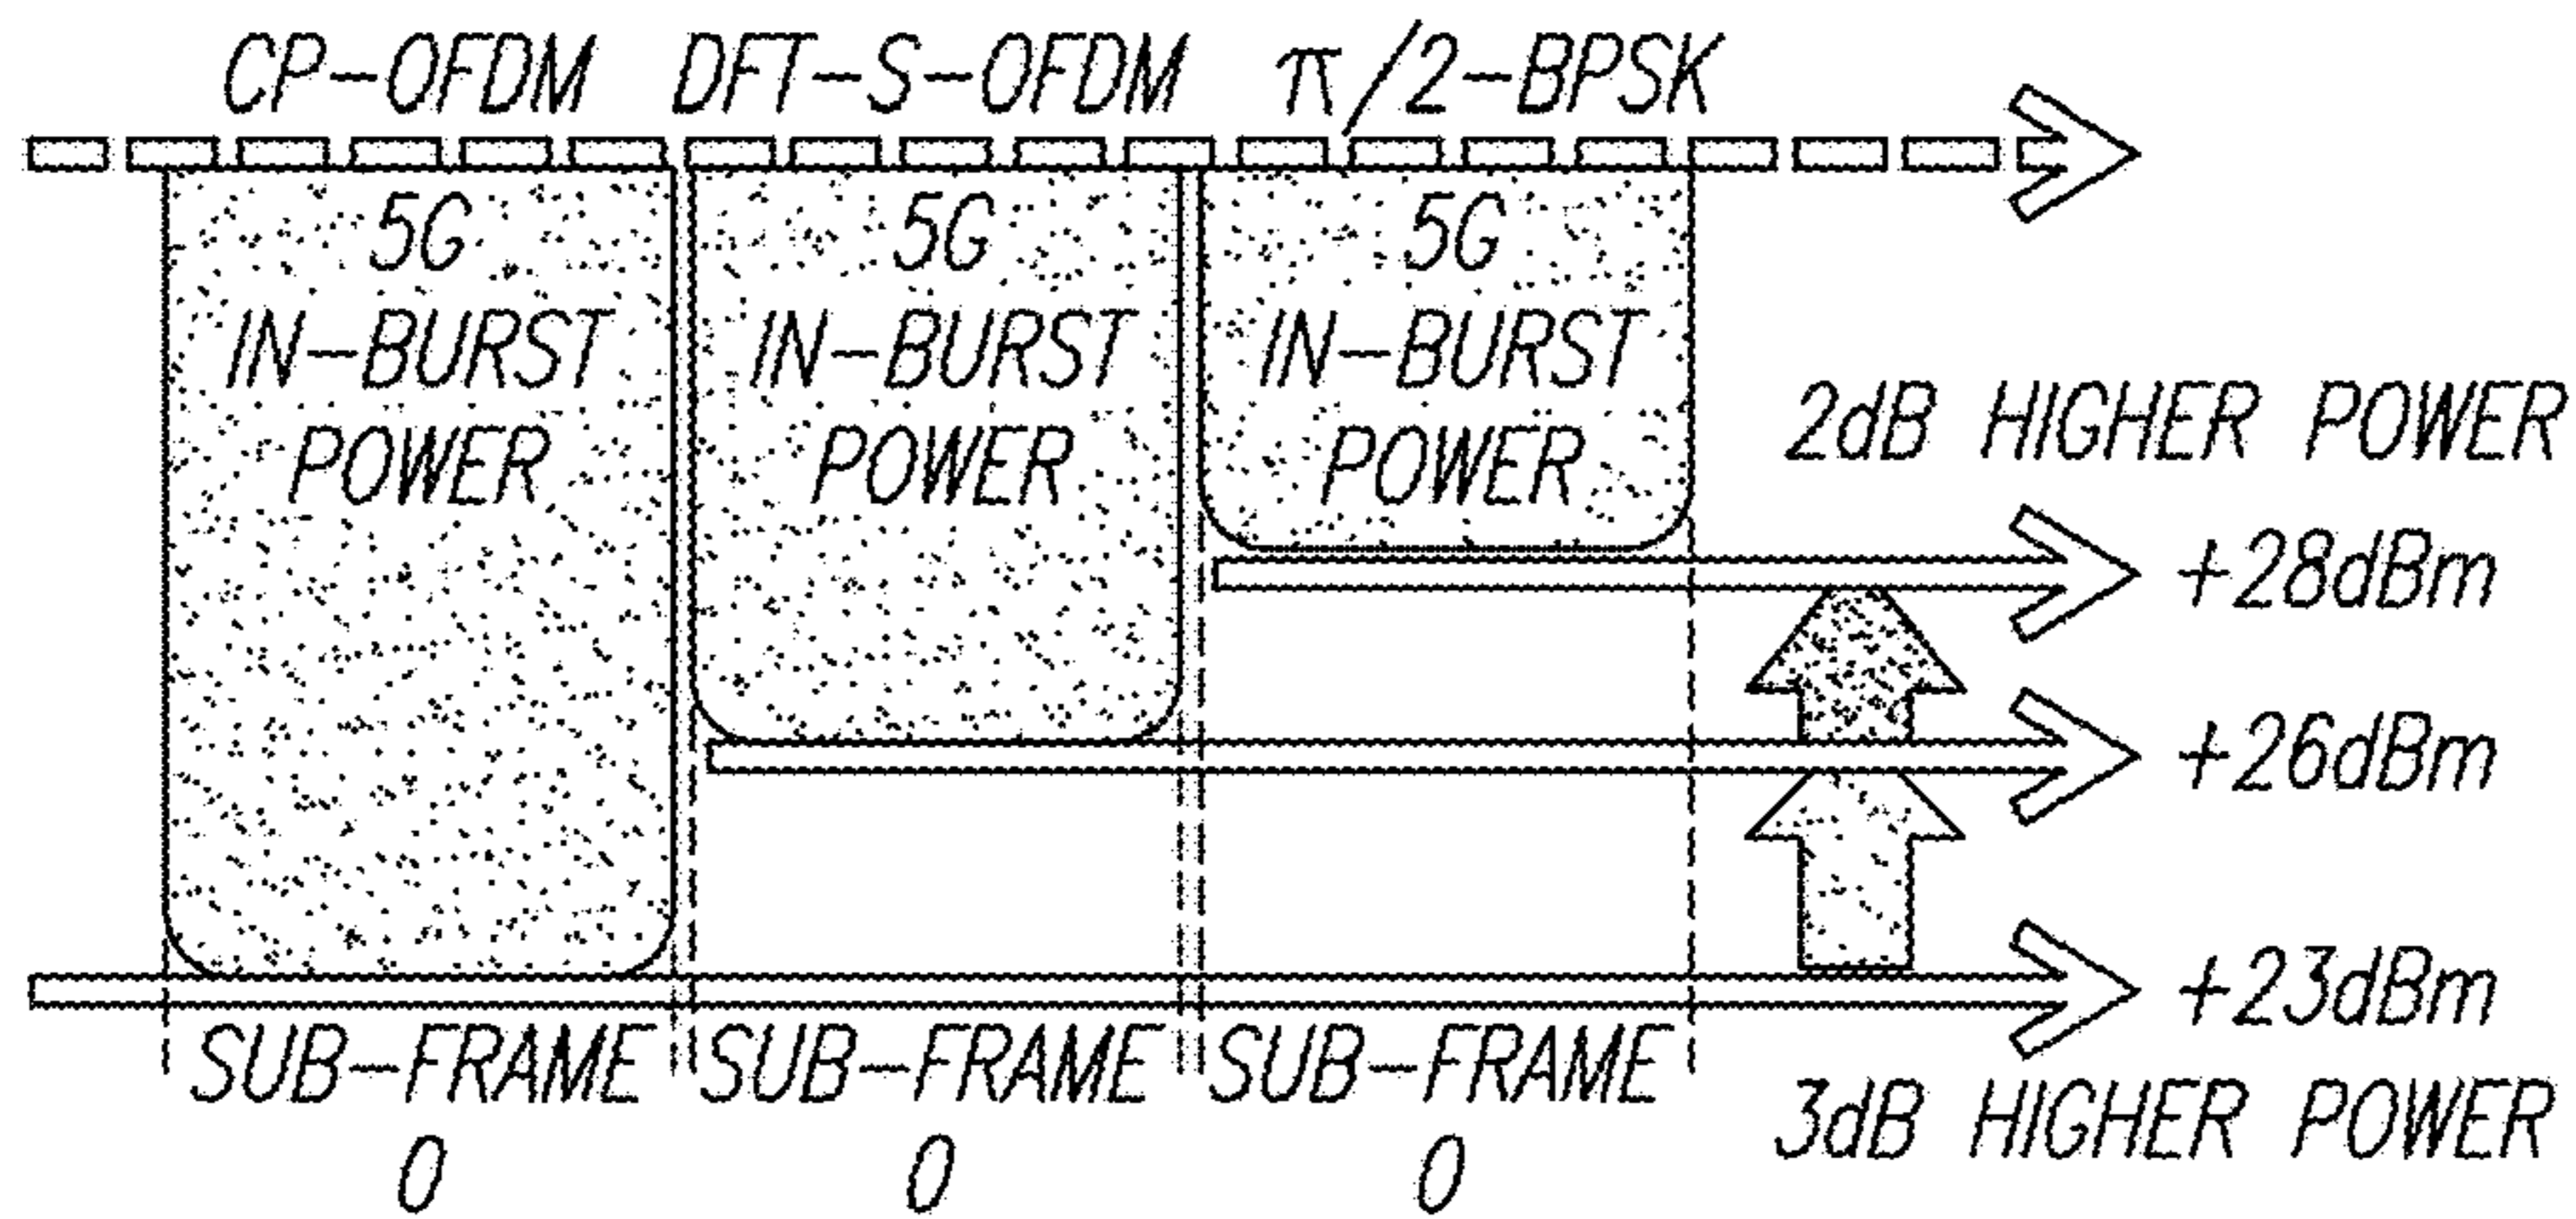 CP-OFDM DFT-S-OFDM π/2-BPSK
5G 5G 5G
IN-BURST IN-BURST IN-BURST
POWER POWER POWER
2dB HIGHER POWER
+28dBm
+26dBm
+23dBm
SUB-FRAME SUB-FRAME SUB-FRAME
0 0 0
3dB HIGHER POWER